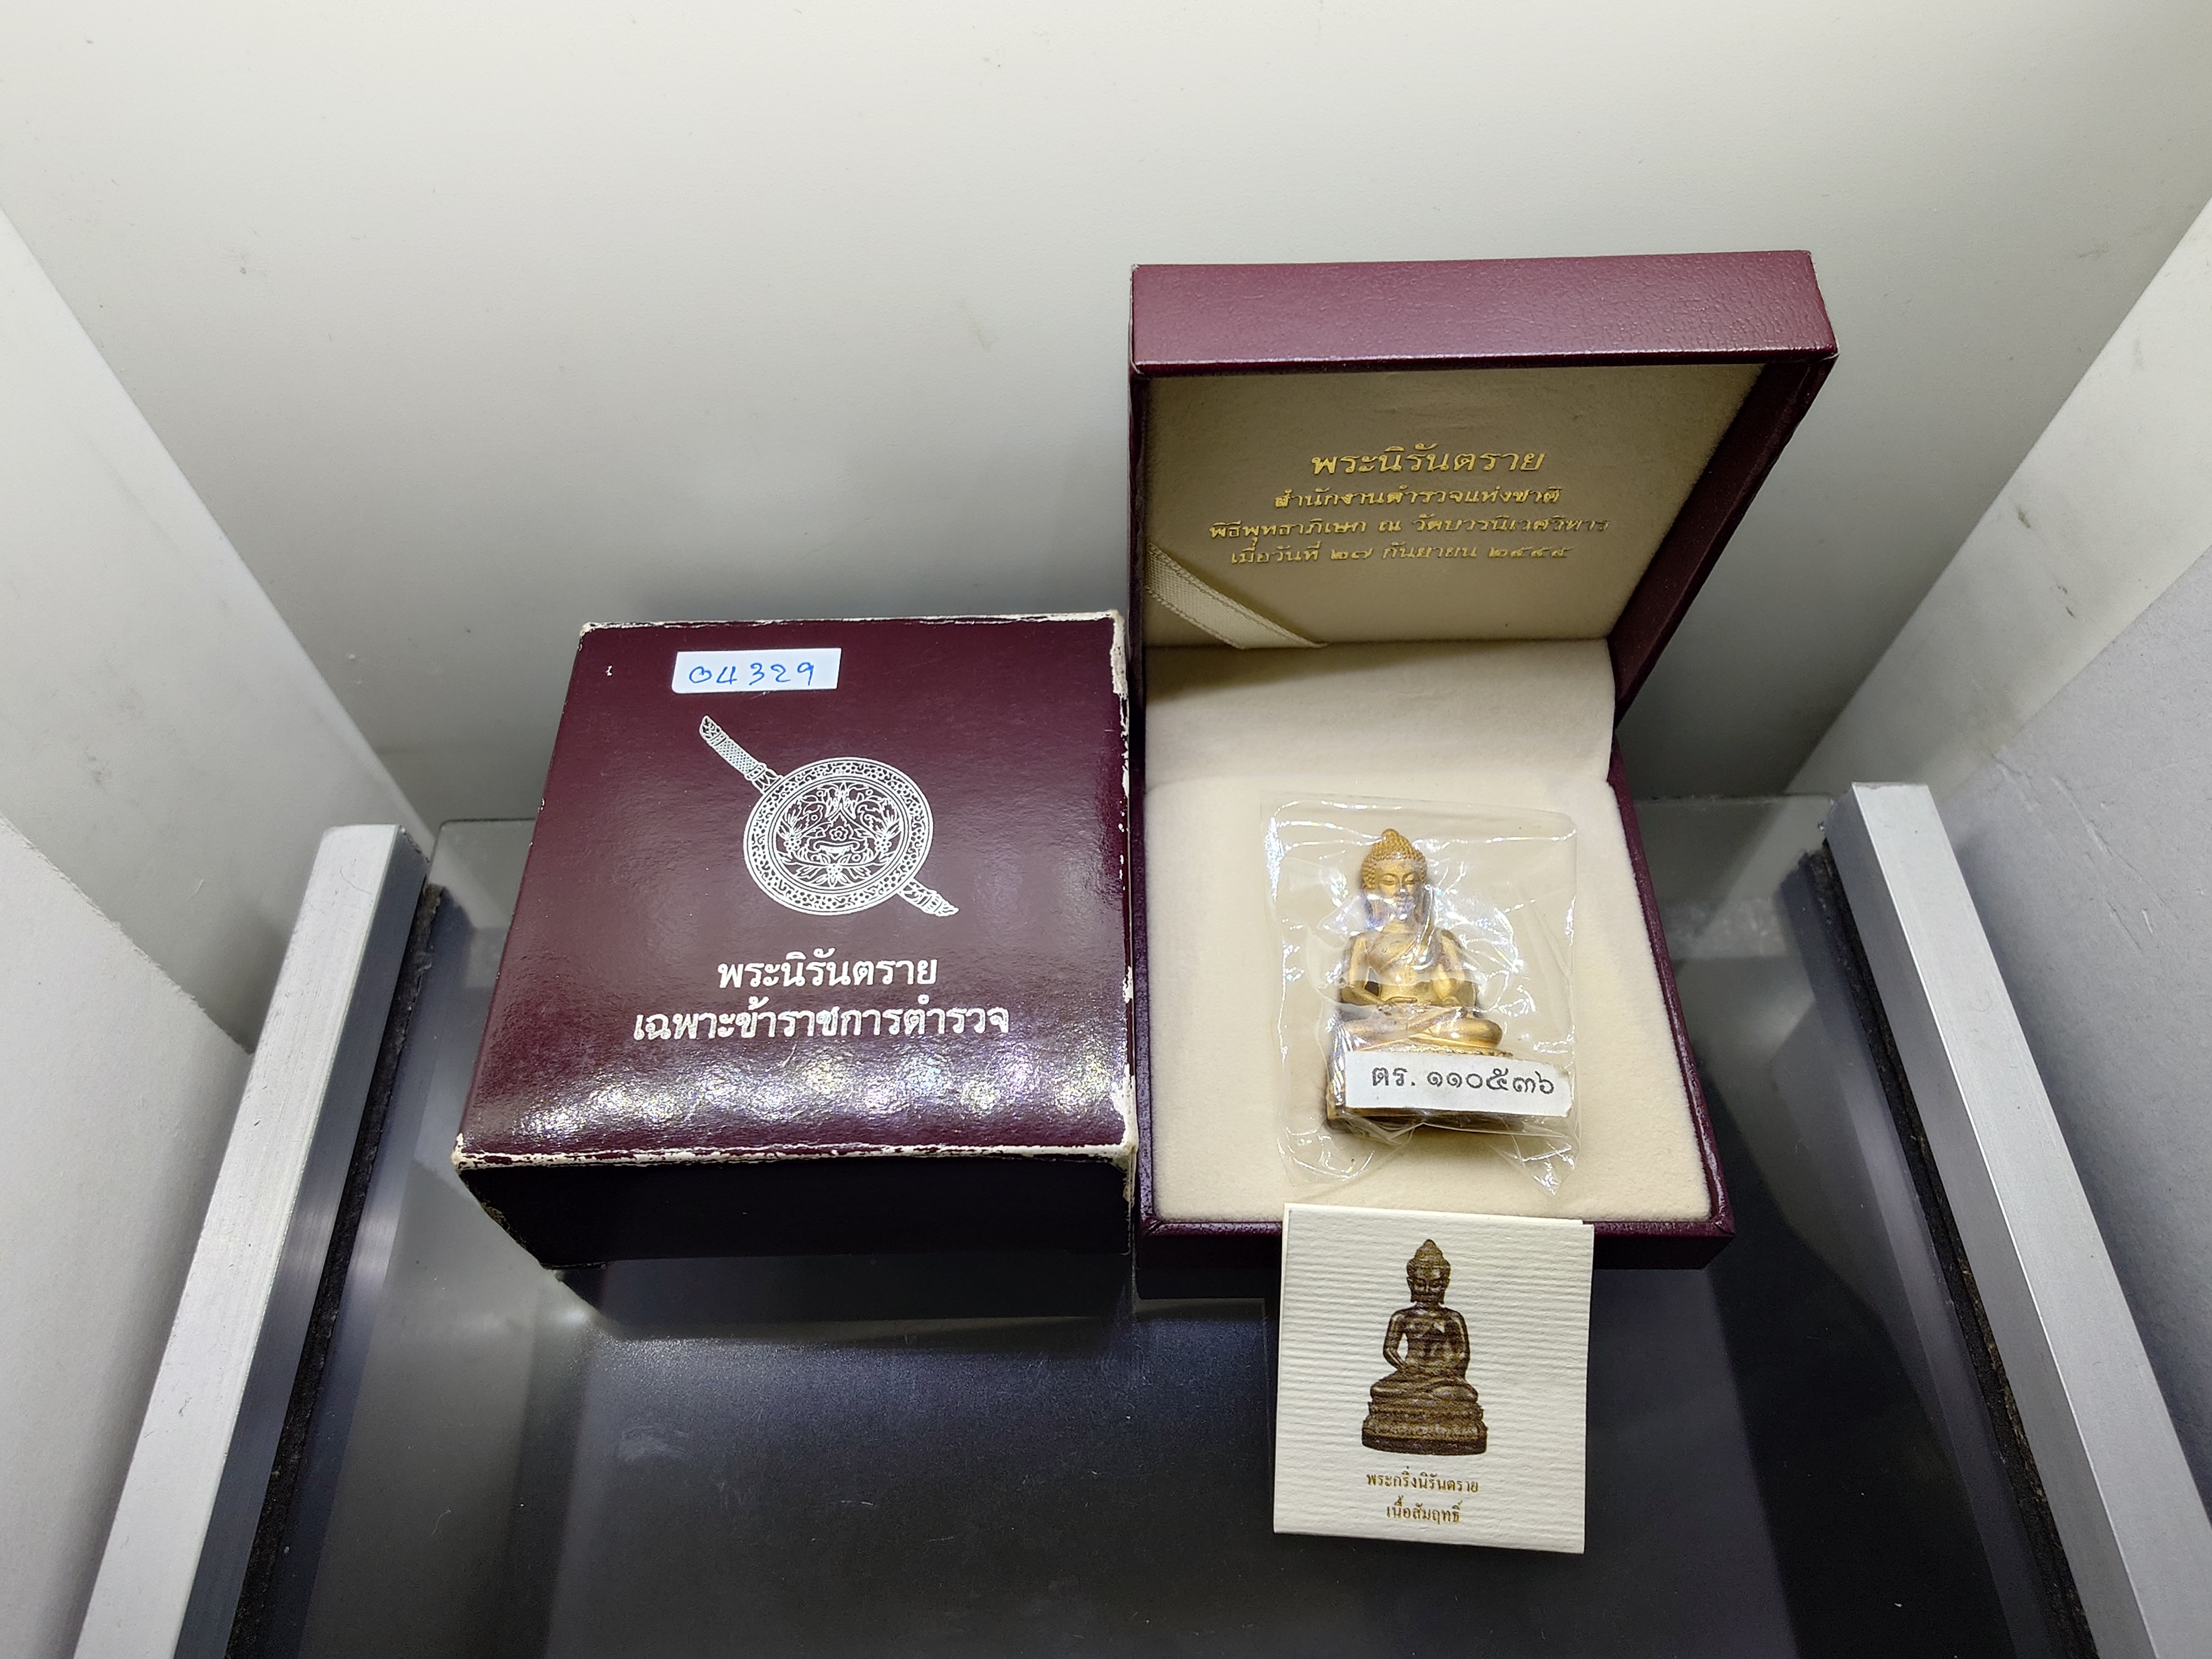 04329
พระนิรันตราย
เฉพาะข้าราชการตำรวจ
พระนิรันตราย
สำนักงานตำรวจแห่งชาติ
พิธีพุทธาภิเษก ณ วัดบวรนิเวศวิหาร
เมื่อวันที่ ๒๗ กันยายน ๒๕๔๕
ตร. ๑๑๐๕๓๖
พระกริ่งนิรันตราย
เนื้อสัมฤทธิ์